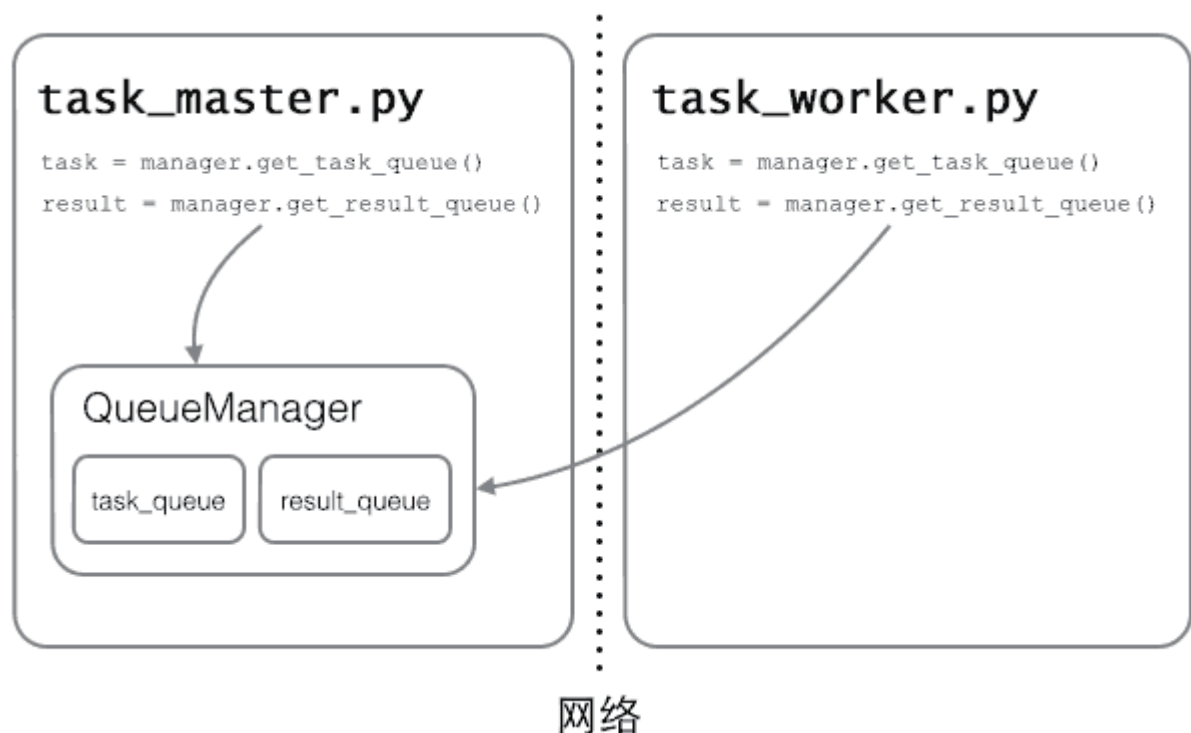 task_master.py
task = manager.get_task_queue()
result = manager.get_result_queue()
QueueManager
task_queue
result_queue
task_worker.py
task = manager.get_task_queue()
result = manager.get_result_queue()
网络